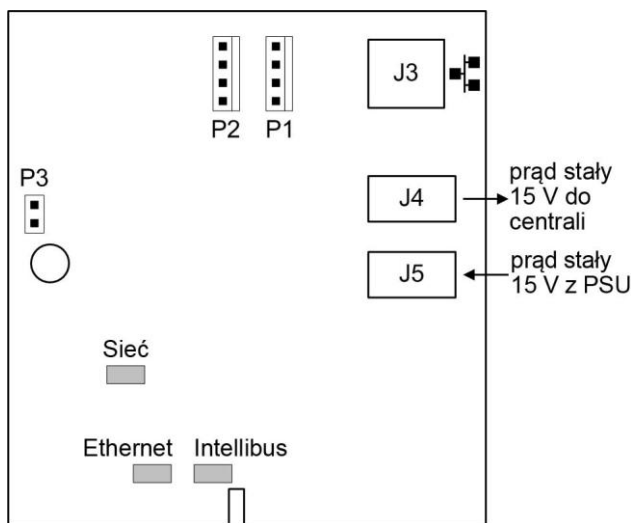 P2 P1
J3
P3
J4
prąd stały
15 V do
centrali
J5
prąd stały
15 V z PSU
Sieć
Ethernet Intellibus